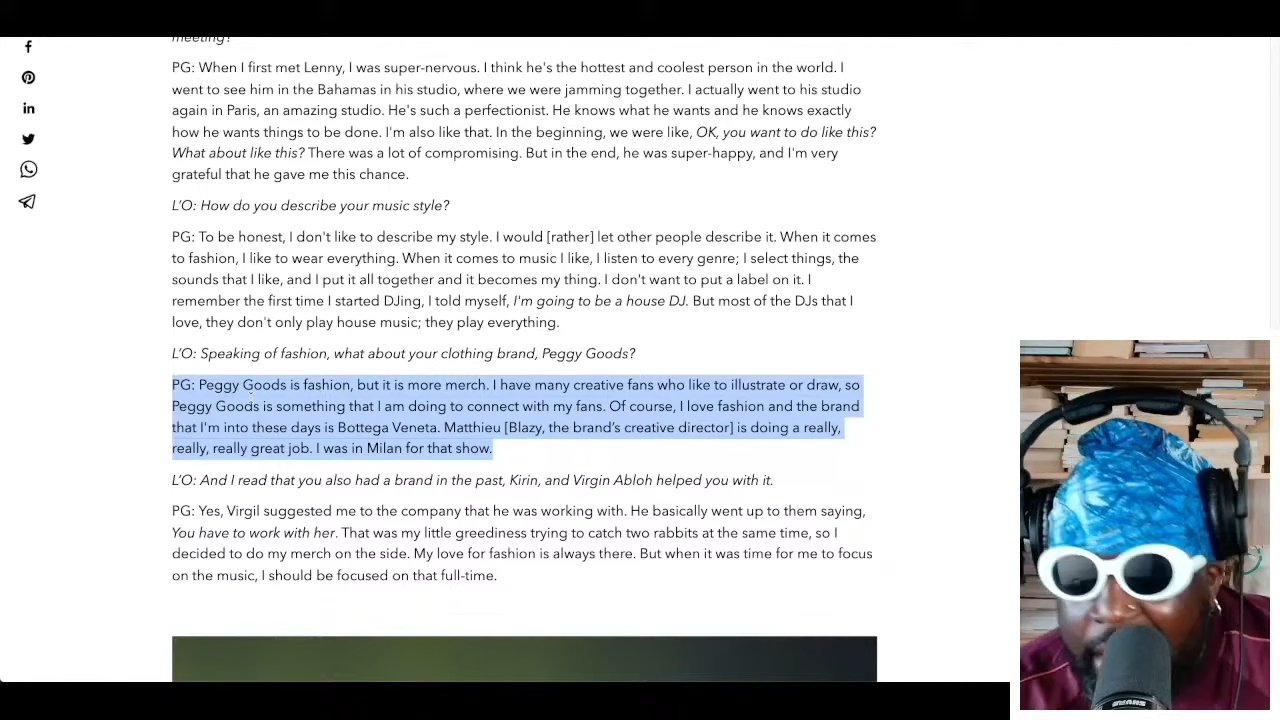 meeting?
PG: When I first met Lenny, I was super-nervous. I think he's the hottest and coolest person in the world. I
went to see him in the Bahamas in his studio, where we were jamming together. I actually went to his studio
again in Paris, an amazing studio. He's such a perfectionist. He knows what he wants and he knows exactly
how he wants things to be done. I'm also like that. In the beginning, we were like, OK, you want to do like this?
What about like this? There was a lot of compromising. But in the end, he was super-happy, and I'm very
grateful that he gave me this chance.
L'O: How do you describe your music style?
PG: To be honest, I don't like to describe my style. I would [rather] let other people describe it. When it comes
to fashion, I like to wear everything. When it comes to music I like, I listen to every genre; I select things, the
sounds that I like, and I put it all together and it becomes my thing. I don't want to put a label on it. I
remember the first time I started DJing, I told myself, I'm going to be a house DJ. But most of the DJs that I
love, they don't only play house music; they play everything.
L'O: Speaking of fashion, what about your clothing brand, Peggy Goods?
PG: Peggy Goods is fashion, but it is more merch. I have many creative fans who like to illustrate or draw, so
Peggy Goods is something that I am doing to connect with my fans. Of course, I love fashion and the brand
that I'm into these days is Bottega Veneta. Matthieu [Blazy, the brand's creative director] is doing a really,
really, really great job. I was in Milan for that show.
L'O: And I read that you also had a brand in the past, Kirin, and Virgin Abloh helped you with it.
PG: Yes, Virgil suggested me to the company that he was working with. He basically went up to them saying,
You have to work with her. That was my little greediness trying to catch two rabbits at the same time, so I
decided to do my merch on the side. My love for fashion is always there. But when it was time for me to focus
on the music, I should be focused on that full-time.
SHURE